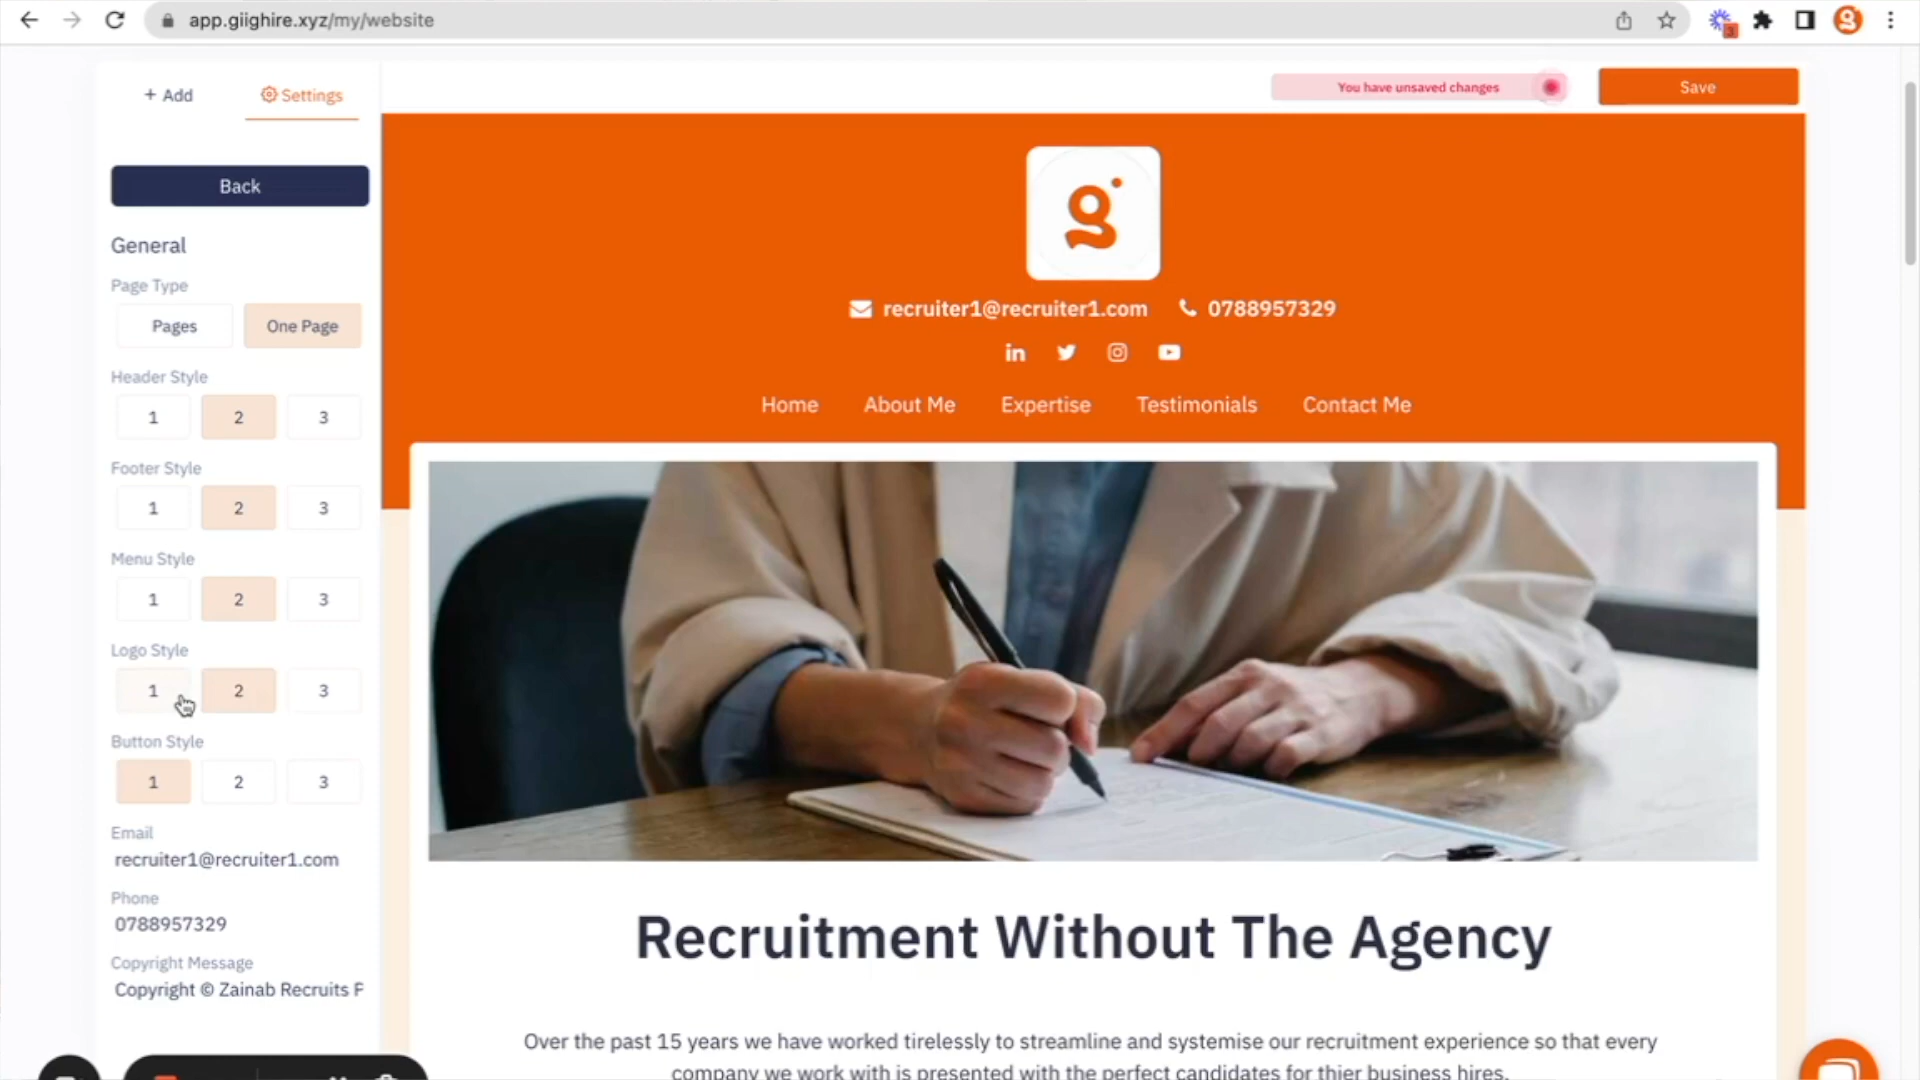 app.giighire.xyz/my/website
3
+ Add
Settings
You have unsaved changes
Save
Back
General
Page Type
Pages
One Page
Header Style
1
2
3
Footer Style
1
2
3
Menu Style
1
2
3
Logo Style
1
2
3
Button Style
1
2
3
Email
recruiter1@recruiter1.com
Phone
0788957329
Copyright Message
Copyright © Zainab Recruits F
g
recruiter1@recruiter1.com
0788957329
in
Home
About Me
Expertise
Testimonials
Contact Me
Recruitment Without The Agency
Over the past 15 years we have worked tirelessly to streamline and systemise our recruitment experience so that every
company we work with is presented with the perfect candidates for thier business hires.